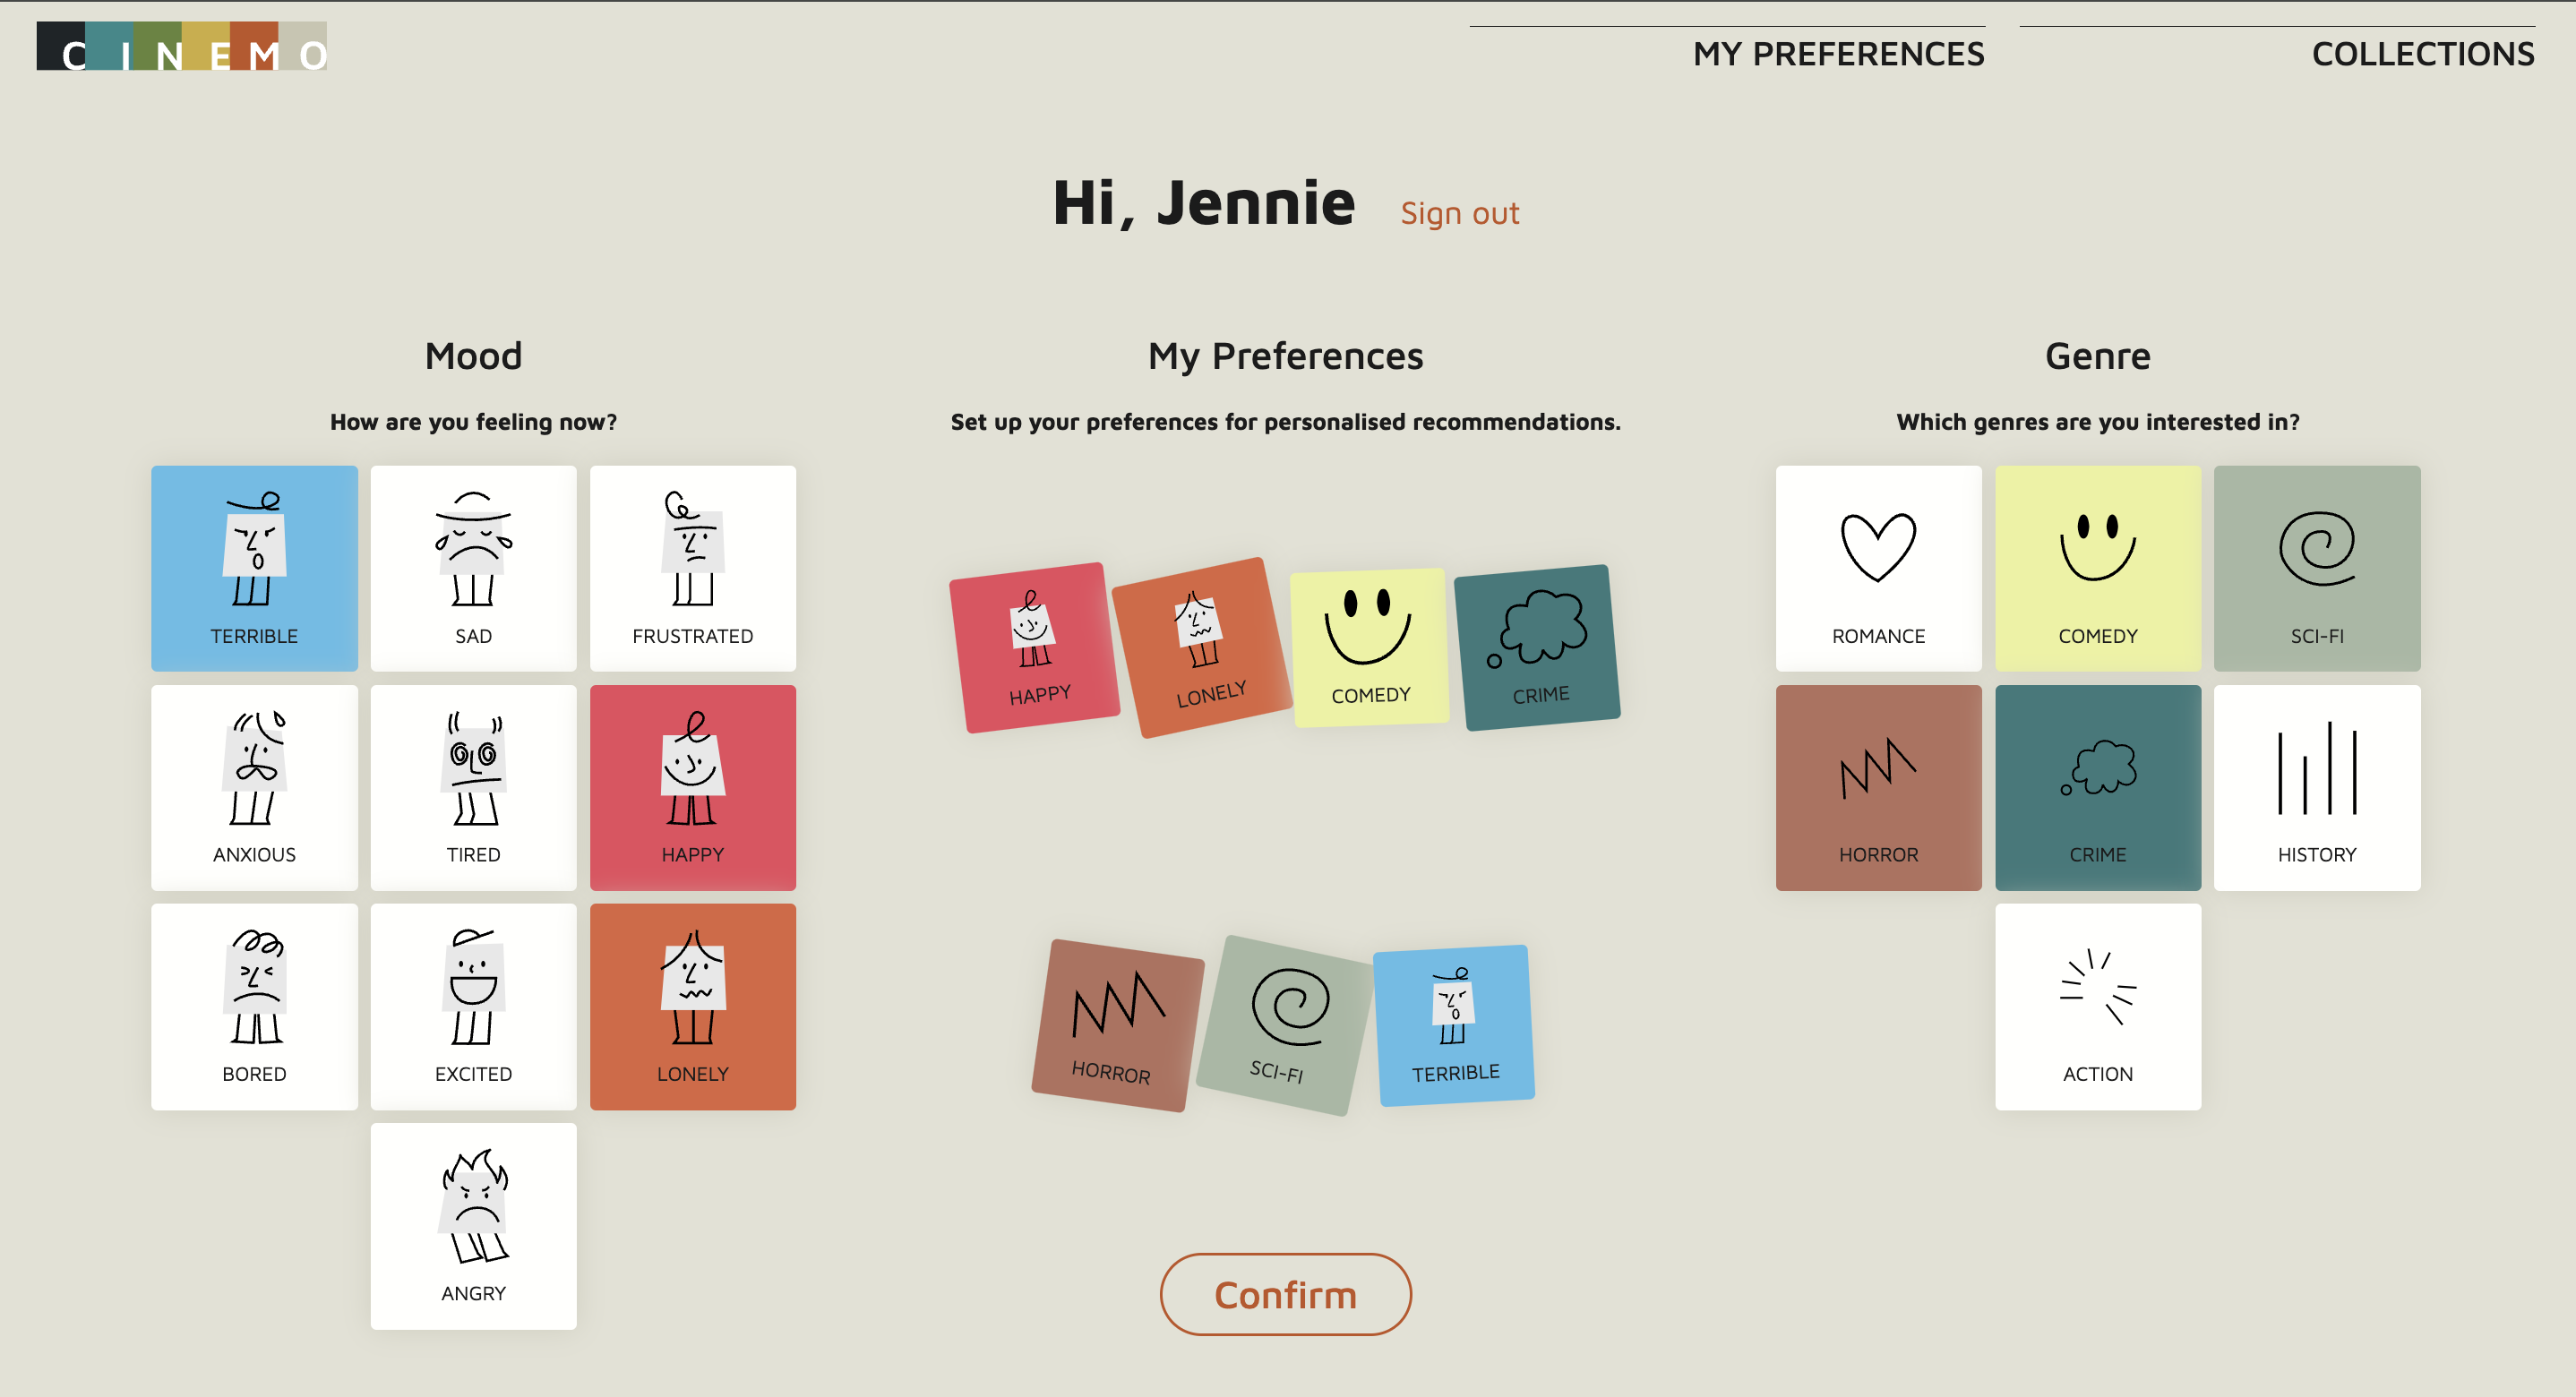 CINEMO
MY PREFERENCES
COLLECTIONS
Hi, Jennie
Sign out
Mood
How are you feeling now?
TERRIBLE
SAD
FRUSTRATED
ANXIOUS
TIRED
HAPPY
BORED
EXCITED
LONELY
ANGRY
My Preferences
Set up your preferences for personalised recommendations.
HAPPY
LONELY
COMEDY
CRIME
HORROR
SCI-FI
TERRIBLE
Confirm
Genre
Which genres are you interested in?
ROMANCE
COMEDY
SCI-FI
HORROR
CRIME
HISTORY
ACTION